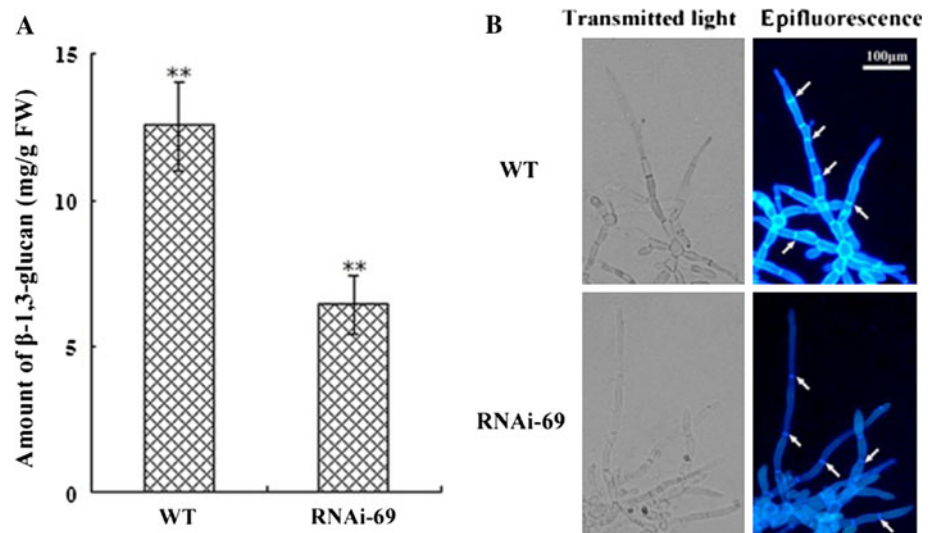 A
Amount of β-1,3-glucan (mg/g FW)
15
10
5
0
**
**
WT
RNAi-69
B
Transmitted light
Epifluorescence
100μm
WT
RNAi-69